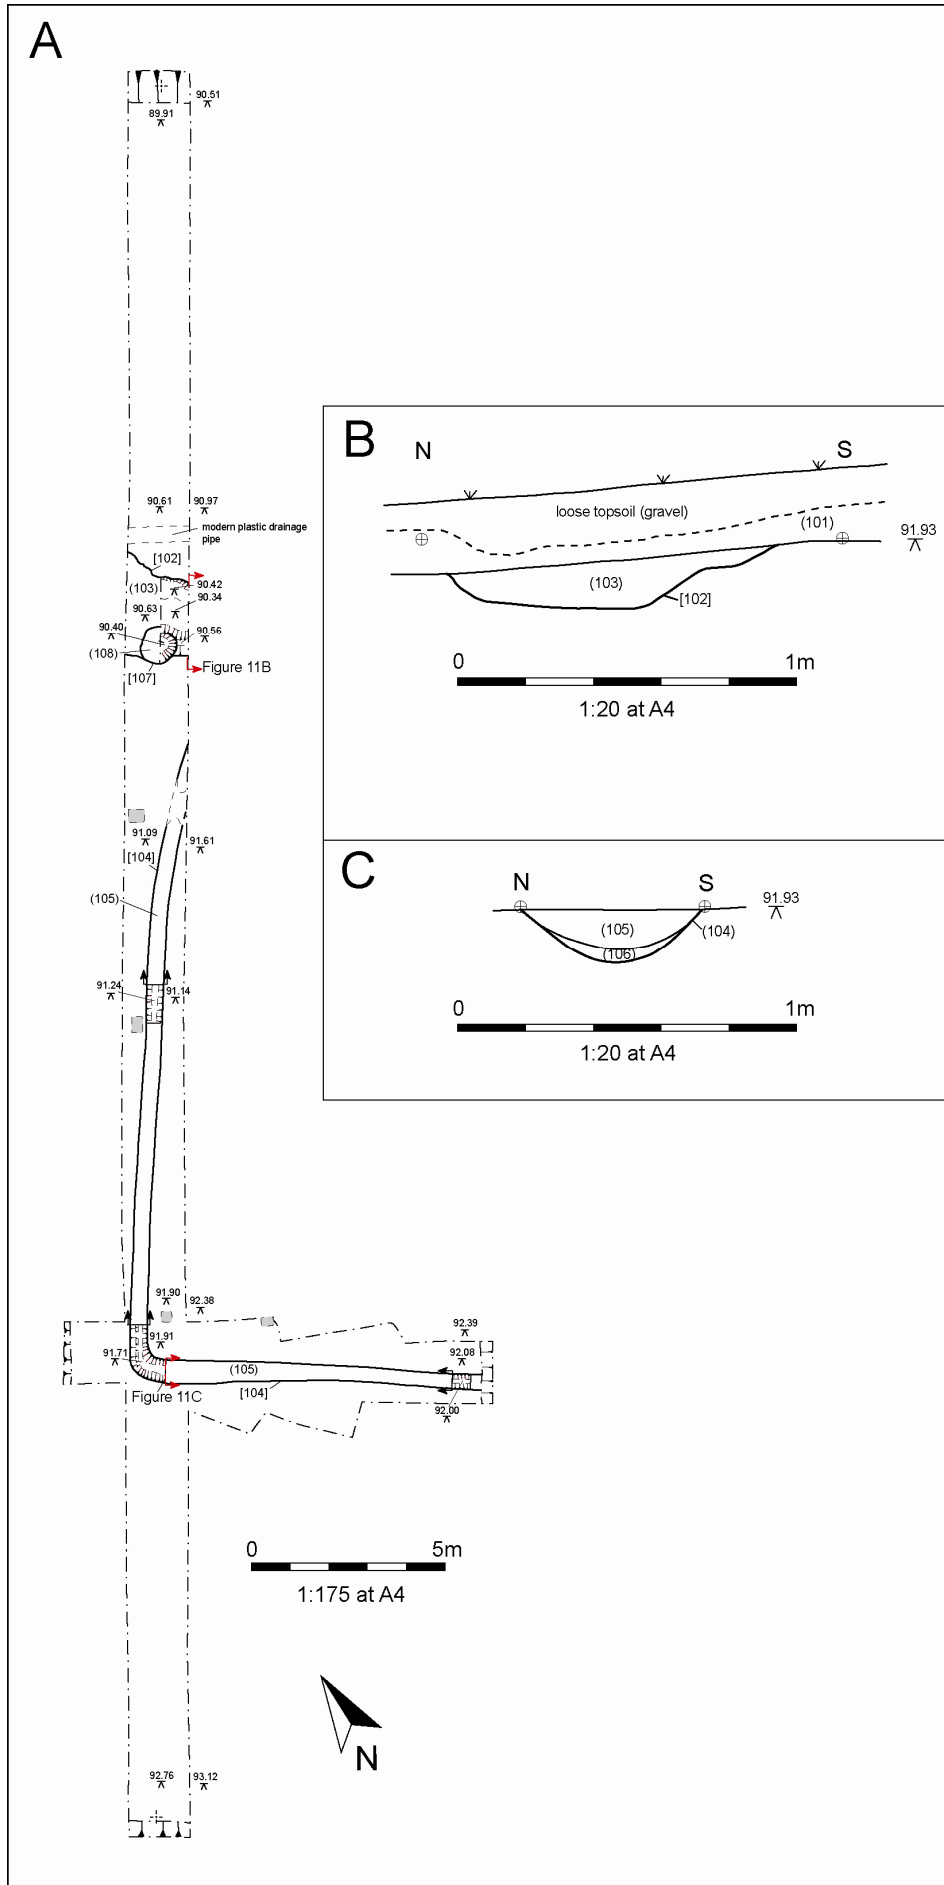 A
90.51
89.91
90.61
90.97
modern plastic drainage
pipe
[102]
(103)
90.42
90.34
90.63
90.40
90.56
(108)
[107]
Figure 11B
91.09
91.61
[104]
(105)
91.24
91.14
91.90
92.38
92.39
91.91
92.08
91.71
(105)
[104]
Figure 11C
92.00
0
5m
1:175 at A4
N
92.76
93.12
B
N
S
loose topsoil (gravel)
(101)
91.93
(103)
[102]
0
1m
1:20 at A4
C
N
S
91.93
(105)
(104)
(106)
0
1m
1:20 at A4